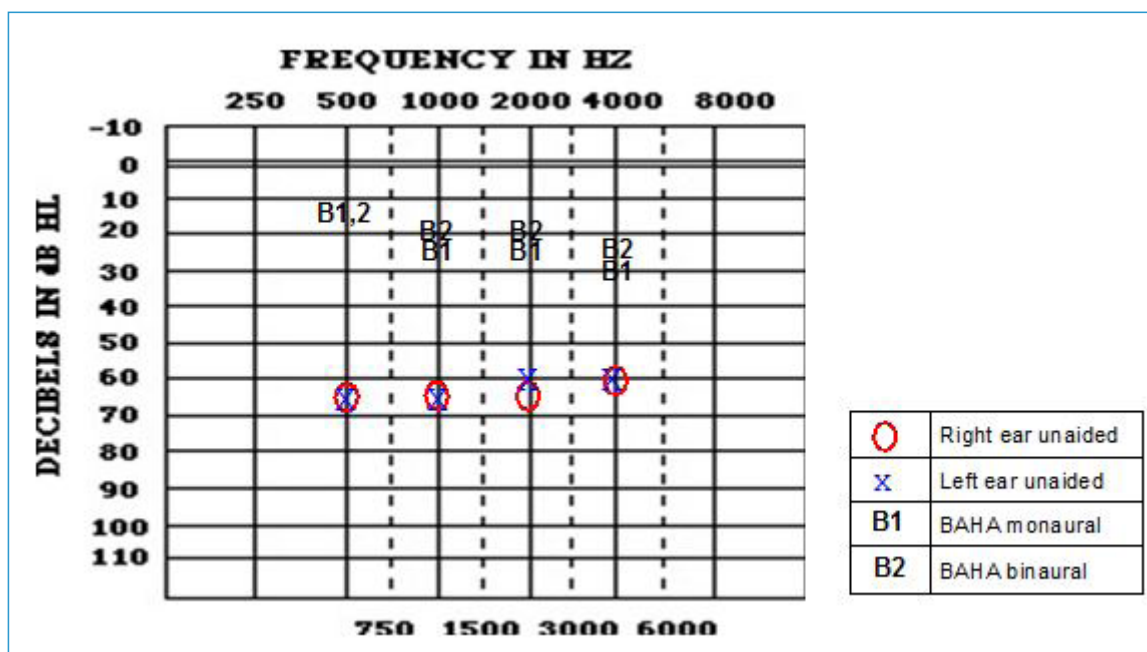 FREQUENCY IN HZ
250 500 1000 2000 4000 8000
DECIBELS IN dB HL
-10
0
10
20
30
40
50
60
70
80
90
100
110
B1,2
B2 B2
B1 B1
B2
B1
X X X X
750 1500 3000 6000
Right ear unaided
X Left ear unaided
B1 BAHA monaural
B2 BAHA binaural